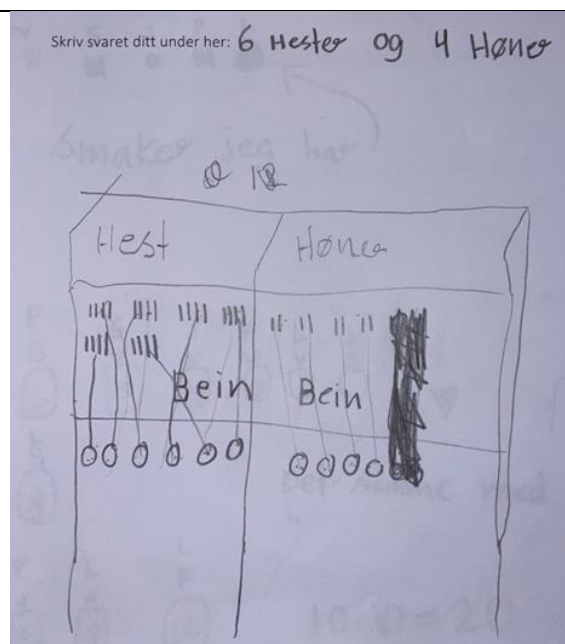 Skriv svaret ditt under her: 6 Hester og 4 Høner
Smaker jeg har
18
Hest Høner
Bein Bein